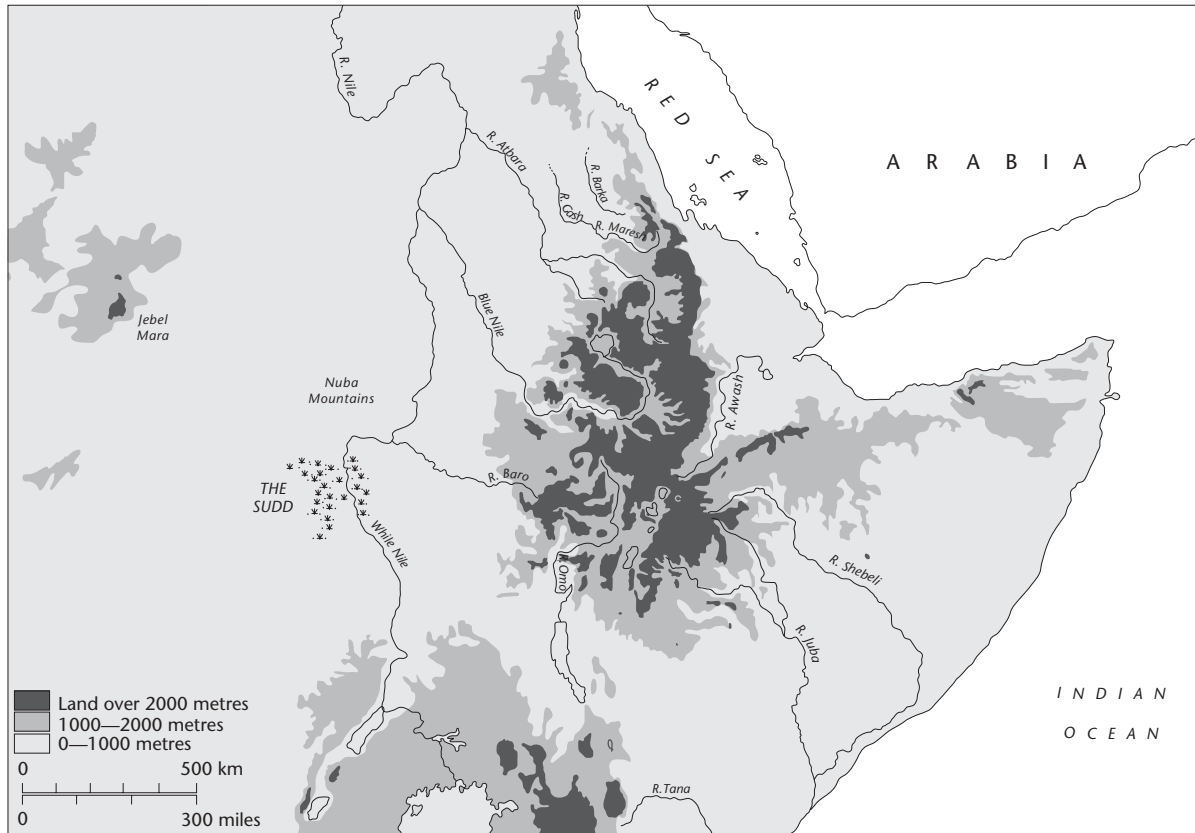 R. Nile
RED SEA
ARABIA
R. Atbara
R. Barka
R. Gash
R. Maresh
Blue Nile
Jebel
Mara
Nuba
Mountains
R. Awash
R. Baro
THE
SUDD
While Nile
R. Omo
R. Shebeli
R. Juba
INDIAN
OCEAN
Land over 2000 metres
1000—2000 metres
0—1000 metres
0 500 km
0 300 miles
R.Tana